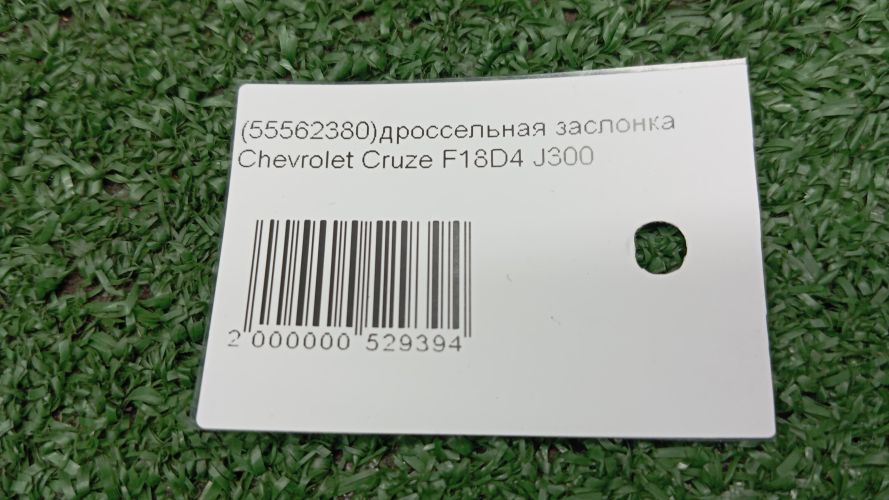 (55562380)дроссельная заслонка
Chevrolet Cruze F18D4 J300
2 000000 529394